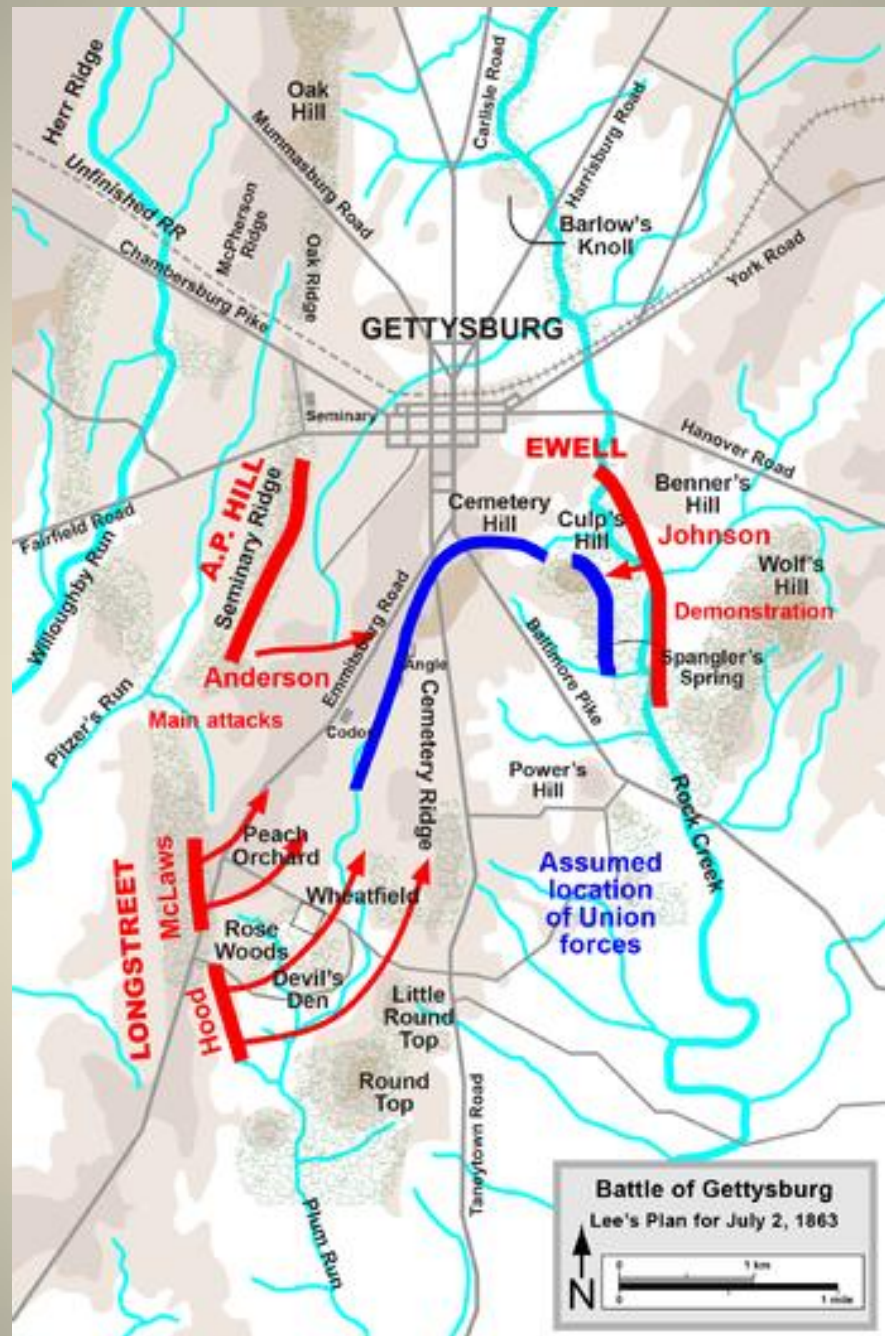 Herr Ridge
Oak
Hill
Carlisle Road
Mummasburg Road
Harrisburg Road
Unfinished RR
McPherson
Ridge
Barlow's
Knoll
Oak Ridge
York Road
Chambersburg Pike
GETTYSBURG
Seminary
Hanover Road
EWELL
Benner's
Hill
Cemetery
Hill
Culp's
Hill
Johnson
Fairfield Road
A.P. HILL
Seminary Ridge
Wolf's
Hill
Willoughby Run
Demonstration
Emmitsburg Road
Baltimore Pike
Spangler's
Spring
Anderson
Angle
Pitzer's Run
Main attacks
Codori
Cemetery Ridge
Power's
Hill
Rock Creek
Peach
Orchard
McLaws
Wheatfield
Assumed
location
of Union
forces
LONGSTREET
Rose
Woods
Devil's
Den
Hood
Little
Round
Top
Round
Top
Taneytown Road
Plum Run
Battle of Gettysburg
Lee's Plan for July 2, 1863
N
0 1 km
0 1 mile